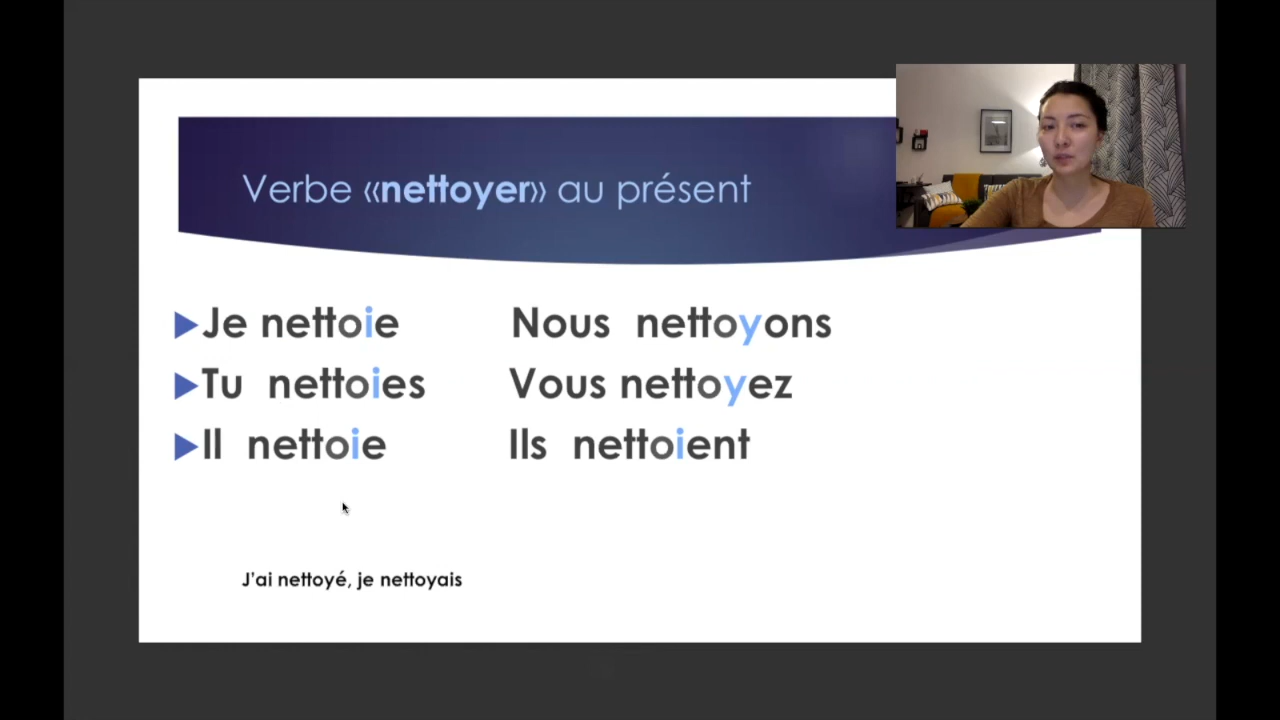 Verbe «nettoyer» au présent
Je nettoie
Nous nettoyons
Tu nettoies
Vous nettoyez
Il nettoie
Ils nettoient
J'ai nettoyé, je nettoyais